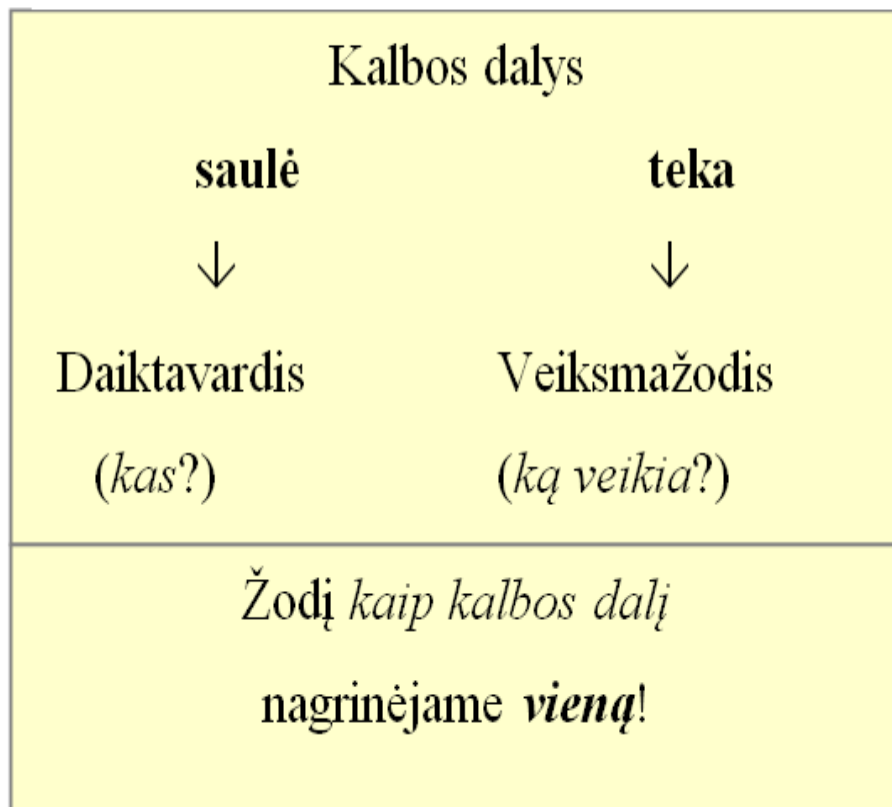 Kalbos dalys
saulė teka
↓ ↓
Daiktavardis Veiksmažodis
(kas?) (ką veikia?)
Žodį kaip kalbos dalį
nagrinėjame vieną!